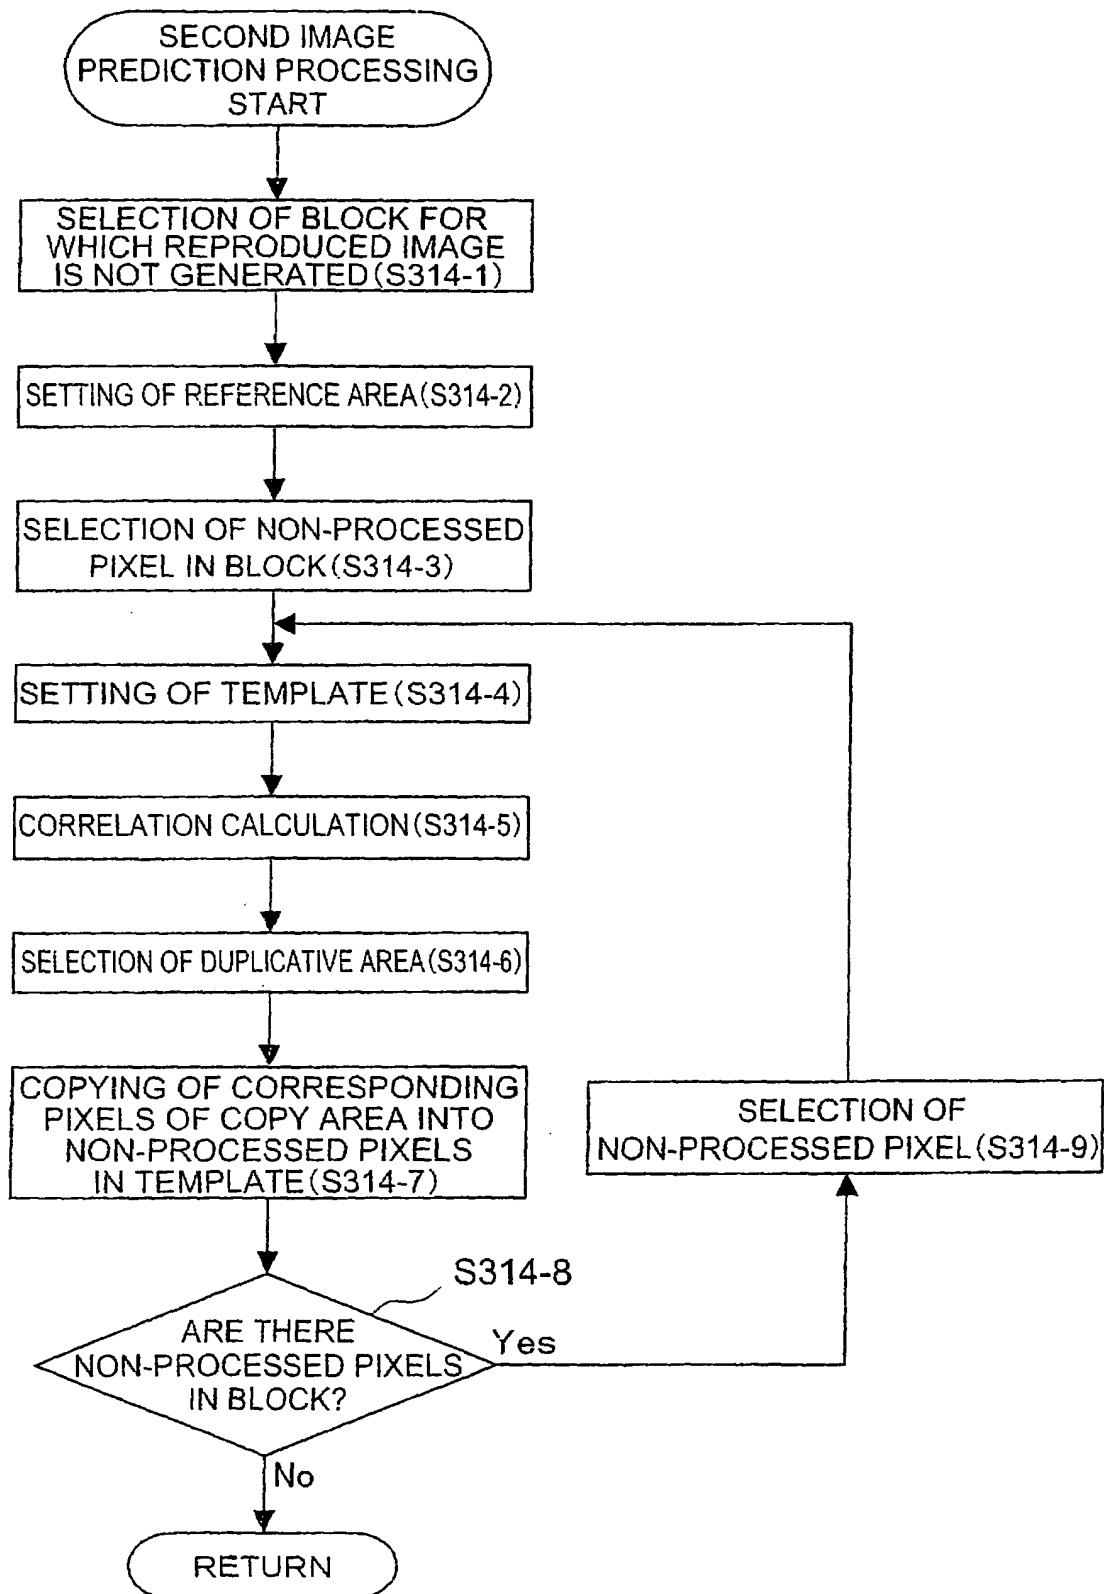 SECOND IMAGE
PREDICTION PROCESSING
START
SELECTION OF BLOCK FOR
WHICH REPRODUCED IMAGE
IS NOT GENERATED(S314-1)
SETTING OF REFERENCE AREA(S314-2)
SELECTION OF NON-PROCESSED
PIXEL IN BLOCK(S314-3)
SETTING OF TEMPLATE(S314-4)
CORRELATION CALCULATION(S314-5)
SELECTION OF DUPLICATIVE AREA(S314-6)
COPYING OF CORRESPONDING
PIXELS OF COPY AREA INTO
NON-PROCESSED PIXELS
IN TEMPLATE(S314-7)
SELECTION OF
NON-PROCESSED PIXEL(S314-9)
S314-8
ARE THERE
NON-PROCESSED PIXELS
IN BLOCK?
Yes
No
RETURN